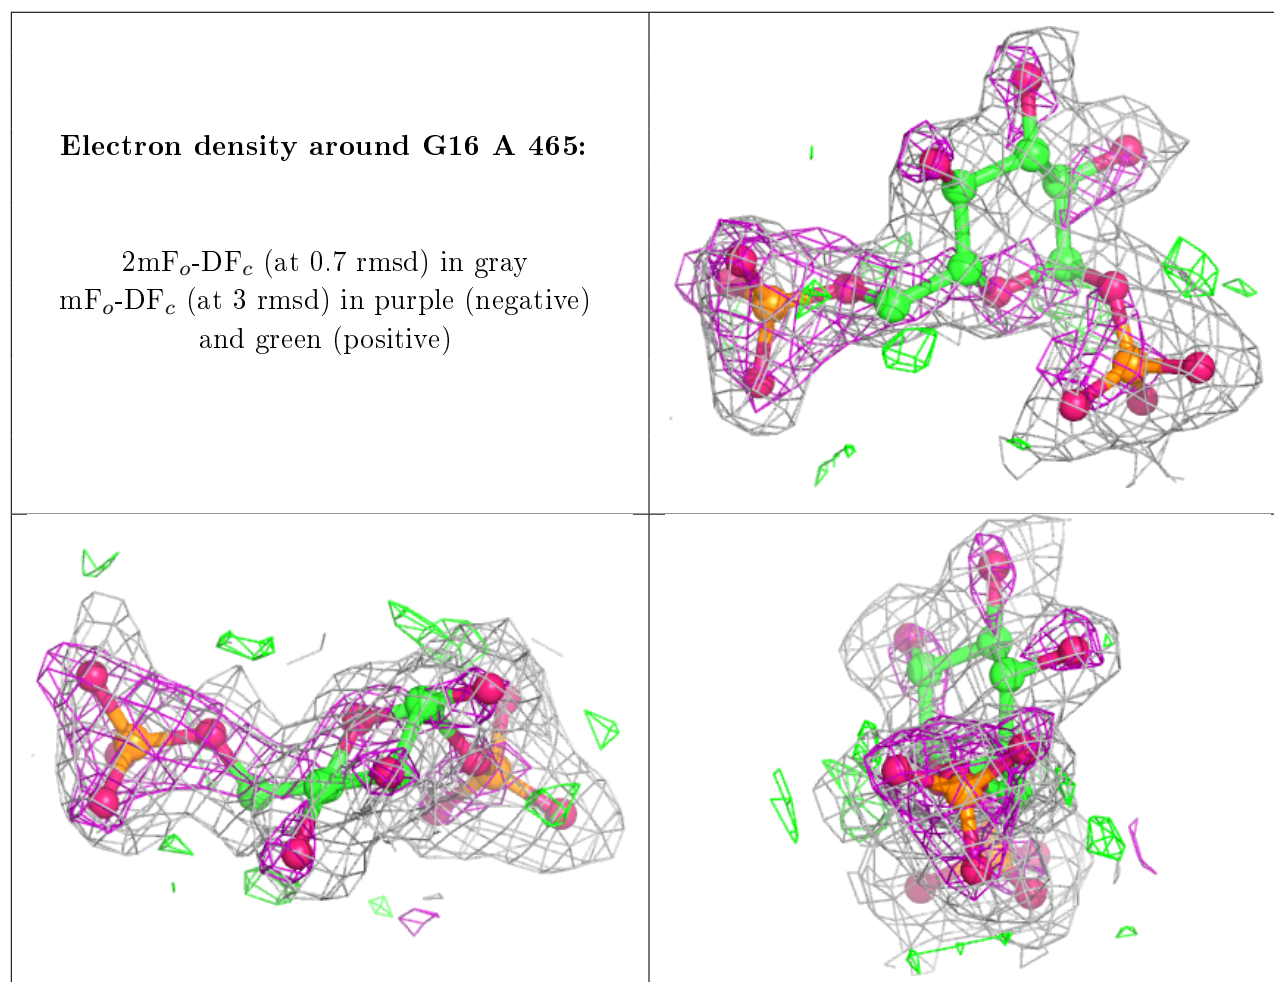 Electron density around G16 A 465:
2mFo-DFc (at 0.7 rmsd) in gray
mFo-DFc (at 3 rmsd) in purple (negative)
and green (positive)